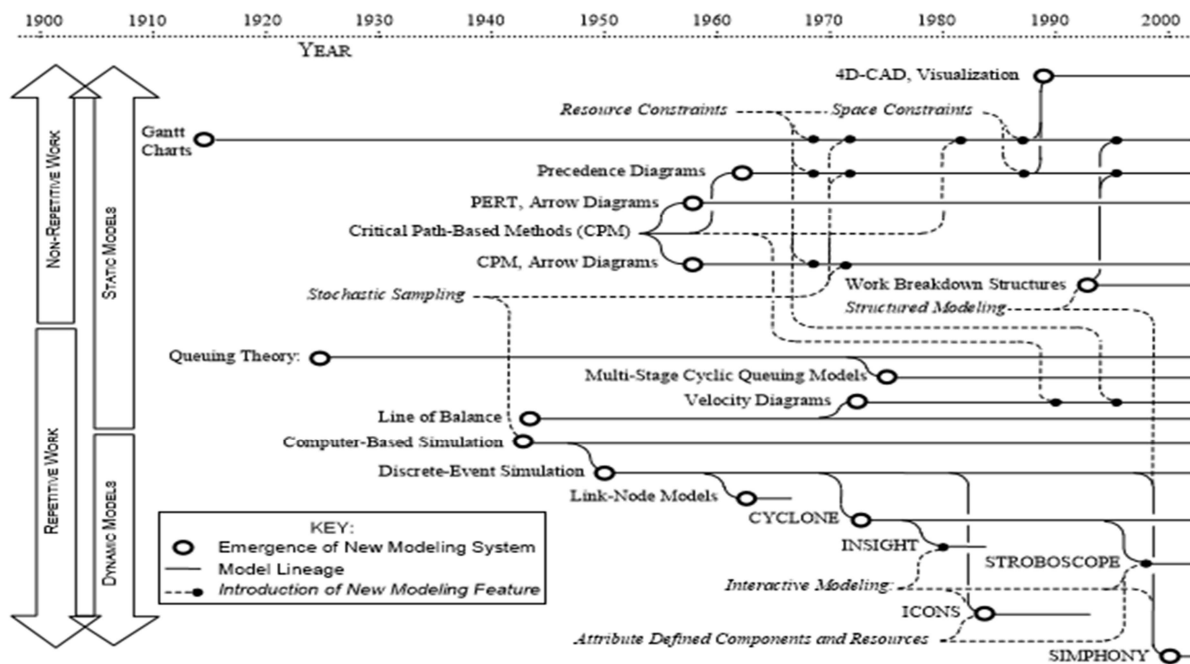 1900 1910 1920 1930 1940 1950 1960 1970 1980 1990 2000
YEAR
4D-CAD, Visualization
Resource Constraints
Space Constraints
Gantt
Charts
Precedence Diagrams
PERT, Arrow Diagrams
Critical Path-Based Methods (CPM)
CPM, Arrow Diagrams
Work Breakdown Structures
Stochastic Sampling
Structured Modeling
NON-REPETITIVE WORK
STATIC MODELS
Queuing Theory:
Multi-Stage Cyclic Queuing Models
Velocity Diagrams
Line of Balance
Computer-Based Simulation
Discrete-Event Simulation
Link-Node Models
CYCLONE
INSIGHT
STROBOSCOPE
Interactive Modeling:
ICONS
Attribute Defined Components and Resources
SIMPHONY
REPETITIVE WORK
DYNAMIC MODELS
KEY:
Emergence of New Modeling System
Model Lineage
Introduction of New Modeling Feature